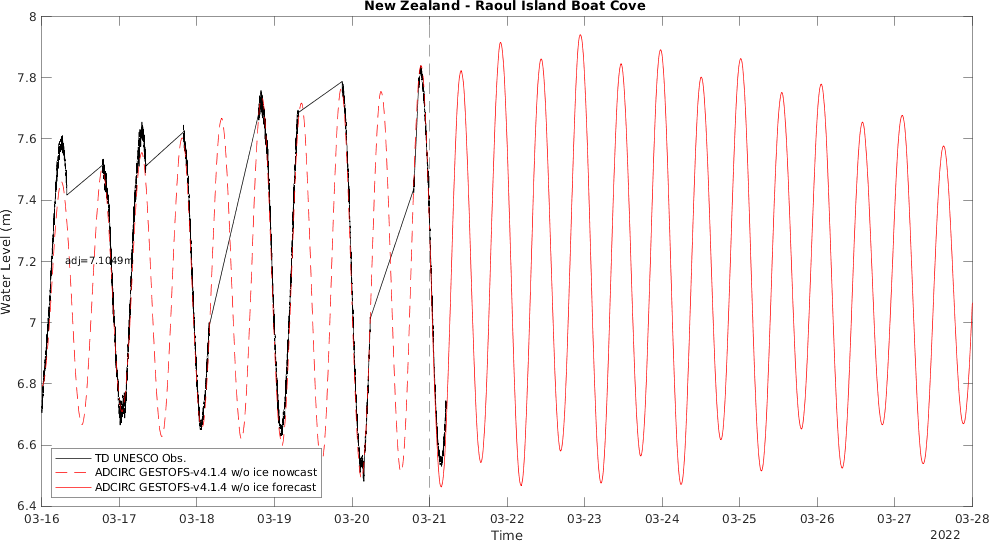 New Zealand - Raoul Island Boat Cove
8
7.8
7.6
7.4
7.2
7
6.8
6.6
6.4
Water Level (m)
adj=7.1049m
TD UNESCO Obs.
ADCIRC GESTOFS-v4.1.4 w/o ice nowcast
ADCIRC GESTOFS-v4.1.4 w/o ice forecast
03-16 03-17 03-18 03-19 03-20 03-21 03-22 03-23 03-24 03-25 03-26 03-27 03-28
Time
2022